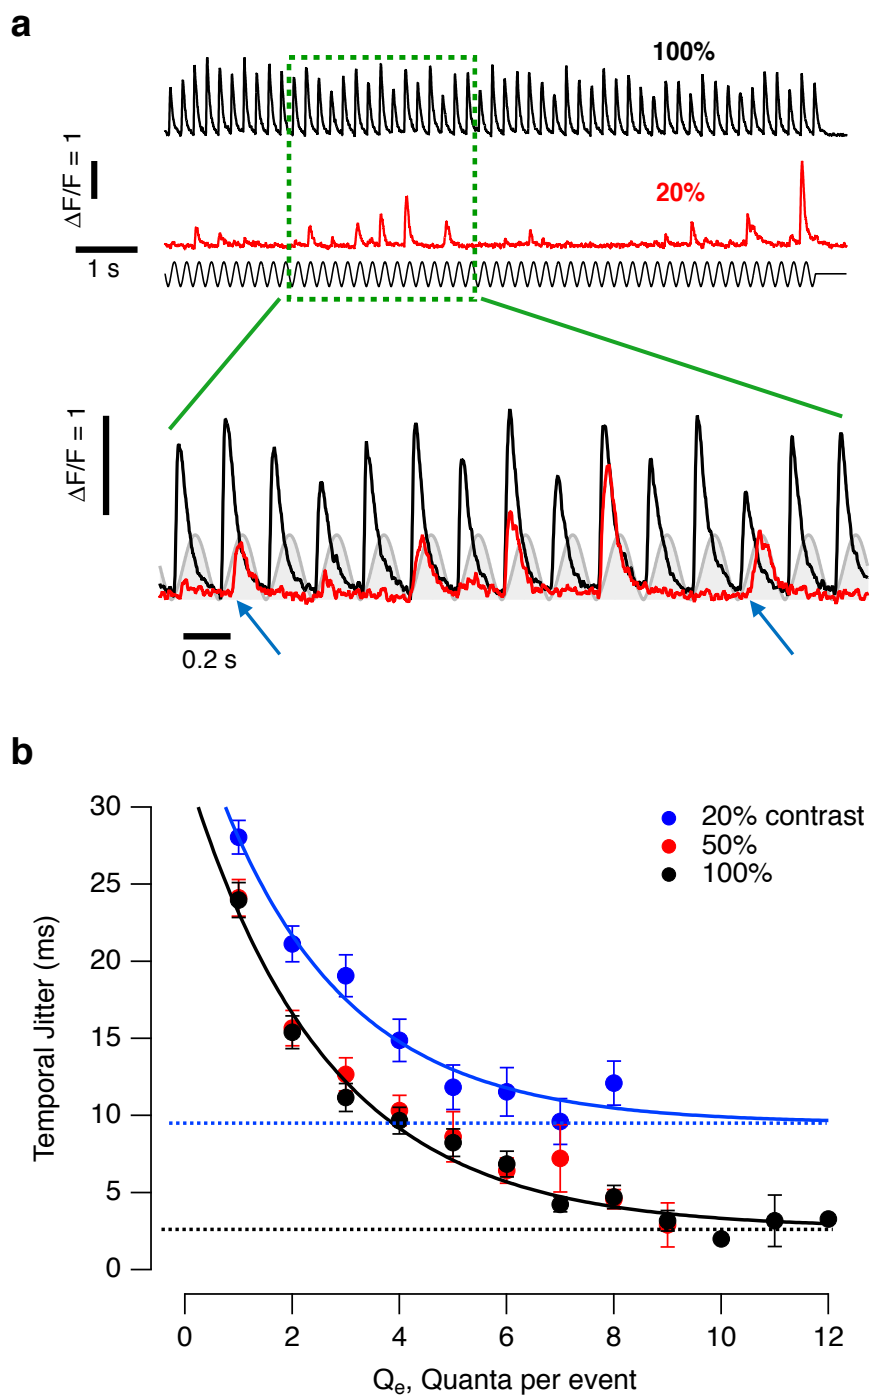 a
100%
ΔF/F = 1
20%
1 s
ΔF/F = 1
0.2 s
b
30
25
20
15
10
5
0
Temporal Jitter (ms)
20% contrast
50%
100%
0 2 4 6 8 10 12
Qe, Quanta per event